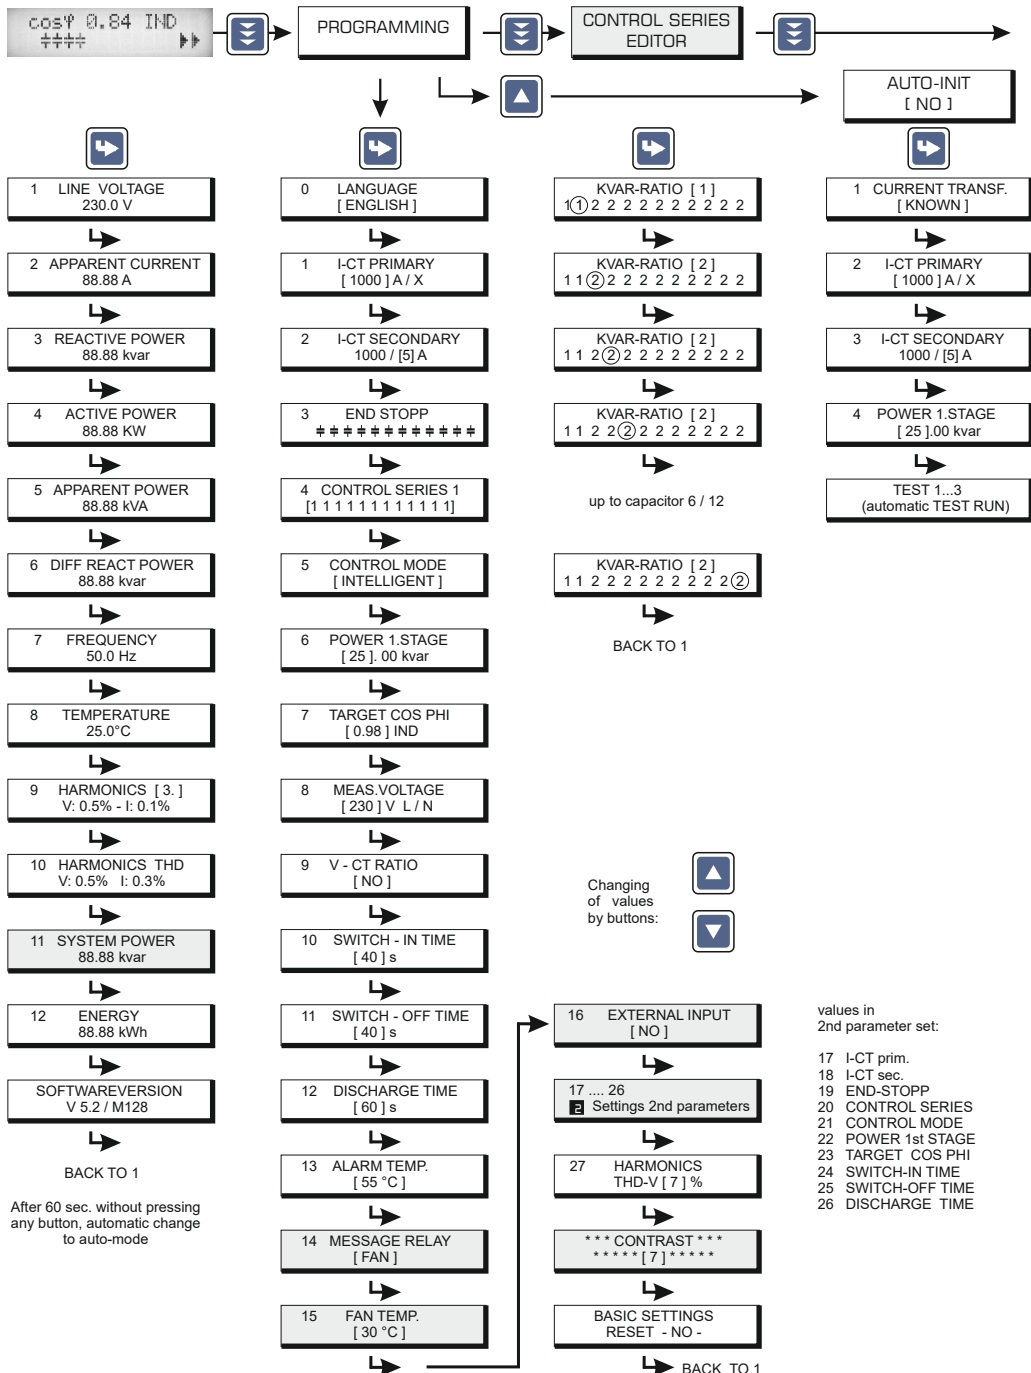 cosφ 0.84 IND
PROGRAMMING
CONTROL SERIES
EDITOR
AUTO-INIT
[ NO ]
1 LINE VOLTAGE
230.0 V
2 APPARENT CURRENT
88.88 A
3 REACTIVE POWER
88.88 kvar
4 ACTIVE POWER
88.88 KW
5 APPARENT POWER
88.88 kVA
6 DIFF REACT POWER
88.88 kvar
7 FREQUENCY
50.0 Hz
8 TEMPERATURE
25.0°C
9 HARMONICS [ 3. ]
V: 0.5% - I: 0.1%
10 HARMONICS THD
V: 0.5% I: 0.3%
11 SYSTEM POWER
88.88 kvar
12 ENERGY
88.88 kWh
SOFTWAREVERSION
V 5.2 / M128
BACK TO 1
After 60 sec. without pressing
any button, automatic change
to auto-mode
0 LANGUAGE
[ ENGLISH ]
1 I-CT PRIMARY
[ 1000 ] A / X
2 I-CT SECONDARY
1000 / [5] A
3 END STOPP
4 CONTROL SERIES 1
[1 1 1 1 1 1 1 1 1 1 1 1]
5 CONTROL MODE
[ INTELLIGENT ]
6 POWER 1.STAGE
[ 25 ]. 00 kvar
7 TARGET COS PHI
[ 0.98 ] IND
8 MEAS.VOLTAGE
[ 230 ] V L / N
9 V - CT RATIO
[ NO ]
10 SWITCH - IN TIME
[ 40 ] s
11 SWITCH - OFF TIME
[ 40 ] s
12 DISCHARGE TIME
[ 60 ] s
13 ALARM TEMP.
[ 55 °C ]
14 MESSAGE RELAY
[ FAN ]
15 FAN TEMP.
[ 30 °C ]
KVAR-RATIO [ 1 ]
1 1 2 2 2 2 2 2 2 2 2 2
KVAR-RATIO [ 2 ]
1 1 2 2 2 2 2 2 2 2 2 2
KVAR-RATIO [ 2 ]
1 1 2 2 2 2 2 2 2 2 2 2
KVAR-RATIO [ 2 ]
1 1 2 2 2 2 2 2 2 2 2 2
up to capacitor 6 / 12
KVAR-RATIO [ 2 ]
1 1 2 2 2 2 2 2 2 2 2 2
BACK TO 1
Changing
of values
by buttons:
16 EXTERNAL INPUT
[ NO ]
17 .... 26
2 Settings 2nd parameters
27 HARMONICS
THD-V [ 7 ] %
* * * CONTRAST * * *
* * * * * [ 7 ] * * * * *
BASIC SETTINGS
RESET - NO -
BACK TO 1
1 CURRENT TRANSF.
[ KNOWN ]
2 I-CT PRIMARY
[ 1000 ] A / X
3 I-CT SECONDARY
1000 / [5] A
4 POWER 1.STAGE
[ 25 ].00 kvar
TEST 1...3
(automatic TEST RUN)
values in
2nd parameter set:
17 I-CT prim.
18 I-CT sec.
19 END-STOPP
20 CONTROL SERIES
21 CONTROL MODE
22 POWER 1st STAGE
23 TARGET COS PHI
24 SWITCH-IN TIME
25 SWITCH-OFF TIME
26 DISCHARGE TIME